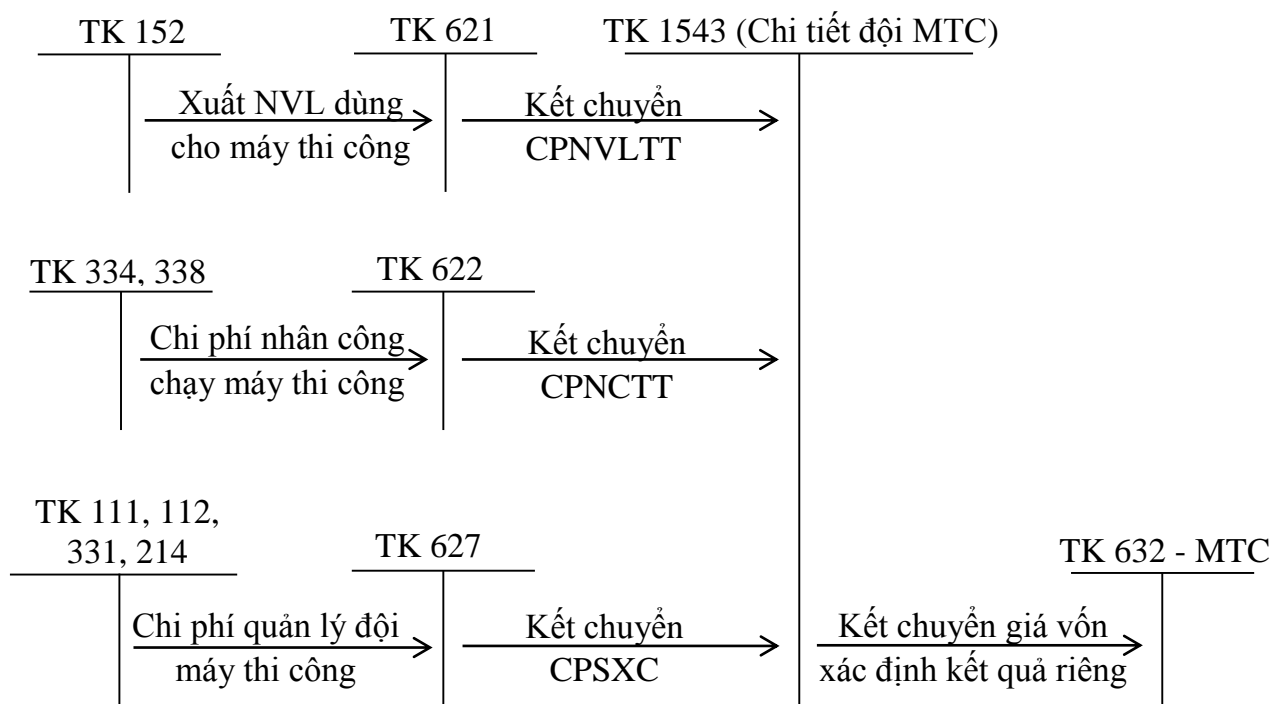 TK 152
TK 621
TK 1543 (Chi tiết đội MTC)
Xuất NVL dùng
cho máy thi công
Kết chuyển
CPNVLTT
TK 334, 338
TK 622
Chi phí nhân công
chạy máy thi công
Kết chuyển
CPNCTT
TK 111, 112,
331, 214
TK 627
TK 632 - MTC
Chi phí quản lý đội
máy thi công
Kết chuyển
CPSXC
Kết chuyển giá vốn
xác định kết quả riêng